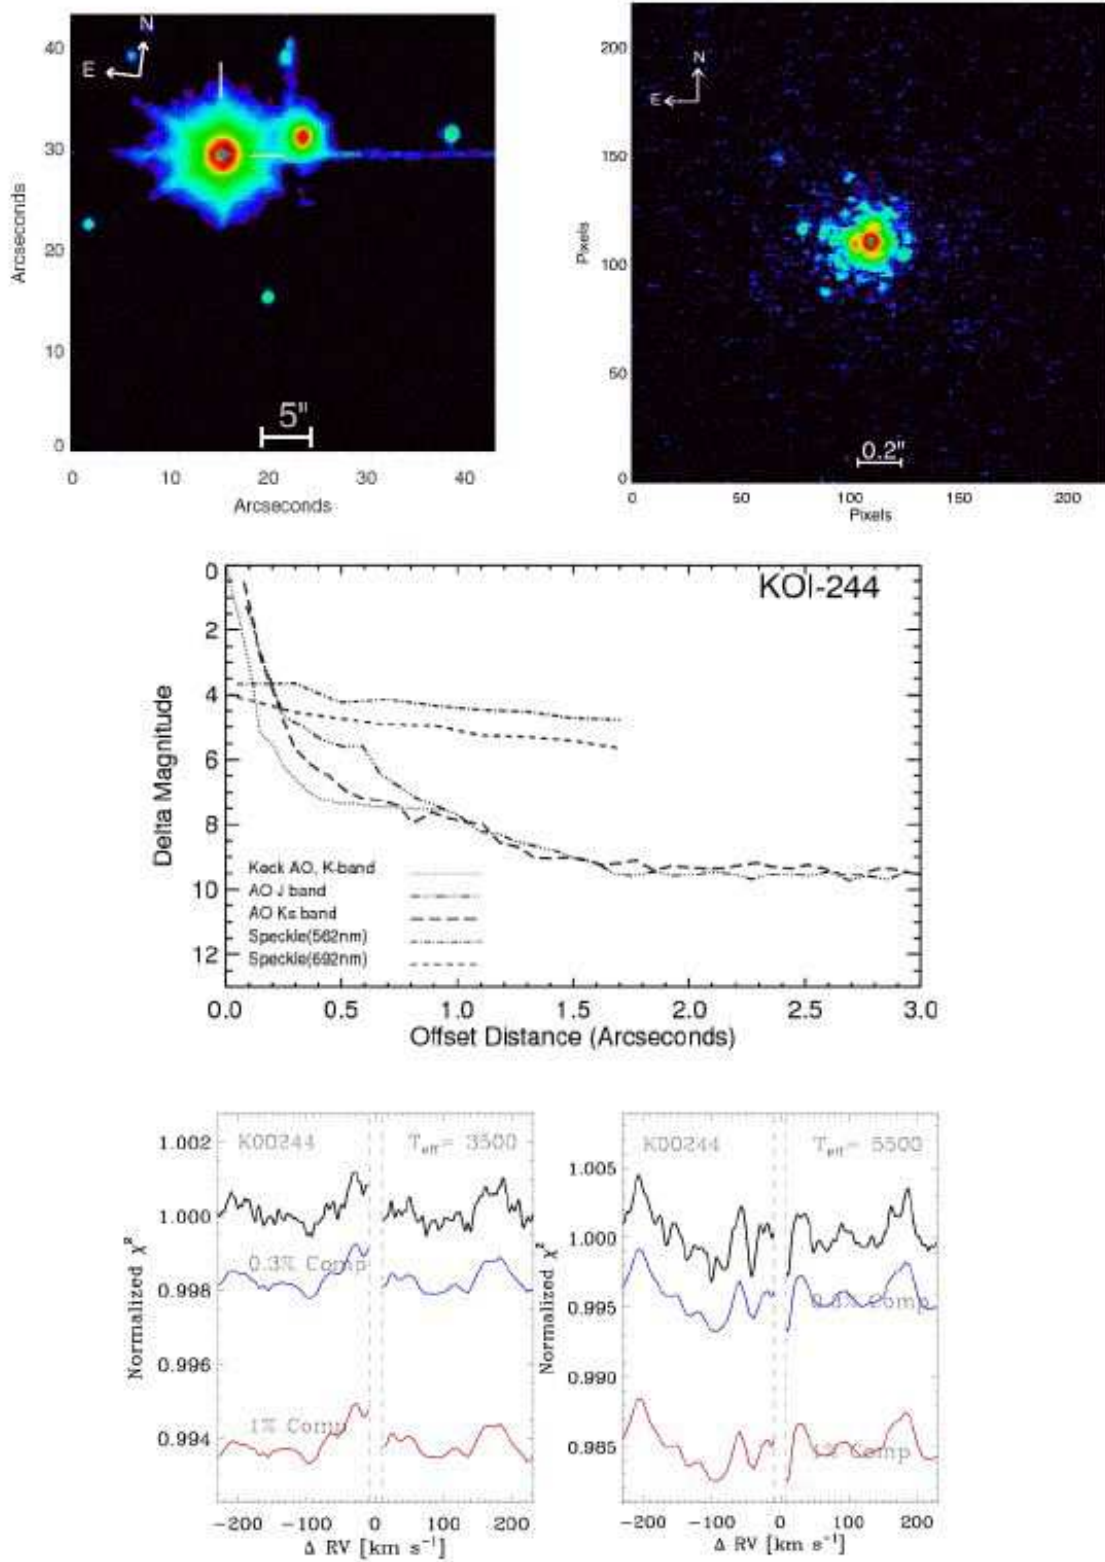 40
30
20
10
0
Arcseconds
N
E
5"
0 10 20 30 40
Arcseconds
200
150
100
50
0
Pixels
N
E
0.2"
0 50 100 150 200
Pixels
KOI-244
0
2
4
6
8
10
12
Delta Magnitude
Keck AO, K-band
AO J band
AO Ks band
Speckle(562nm)
Speckle(692nm)
0.0 0.5 1.0 1.5 2.0 2.5 3.0
Offset Distance (Arcseconds)
K00244 Teff= 3500
1.002
1.000
0.998
0.996
0.994
Normalized χ²
0.3% Comp
1% Comp
-200 -100 0 100 200
Δ RV [km s⁻¹]
K00244 Teff= 5500
1.005
1.000
0.995
0.990
0.985
Normalized χ²
Comp
Comp
-200 -100 0 100 200
Δ RV [km s⁻¹]